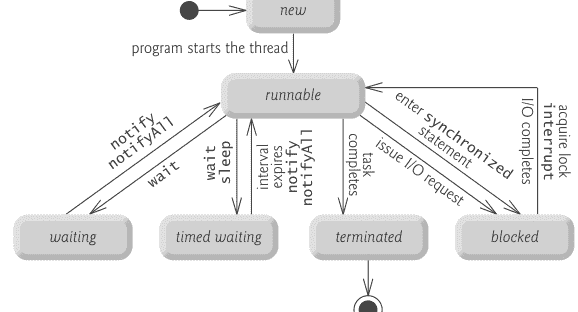 new
program starts the thread
runnable
notify
notifyAll
wait
wait
sleep
interval
expires
notify
notifyAll
task
completes
enter synchronized
statement
issue I/O request
acquire lock
interrupt
I/O completes
waiting
timed waiting
terminated
blocked